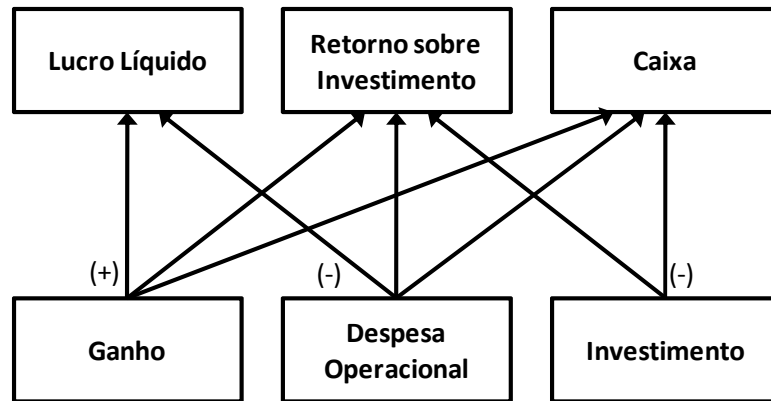 Lucro Líquido
Retorno sobre
Investimento
Caixa
(+)
(-)
(-)
Ganho
Despesa
Operacional
Investimento